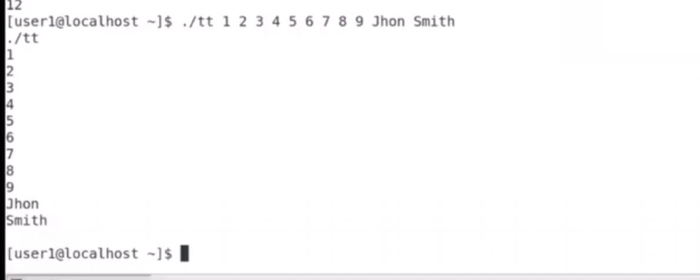 12
[user1@localhost ~]$ ./tt 1 2 3 4 5 6 7 8 9 Jhon Smith
./tt
1
2
3
4
5
6
7
8
9
Jhon
Smith
[user1@localhost ~]$